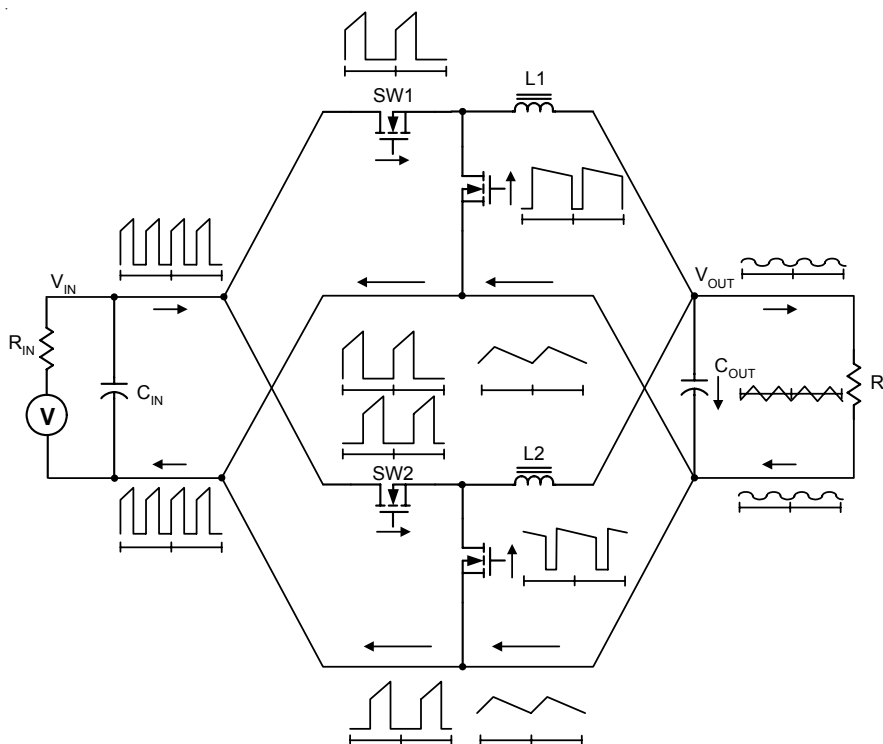 L1
SW1
V_IN
V_OUT
R_IN
C_IN
C_OUT
R
V
L2
SW2